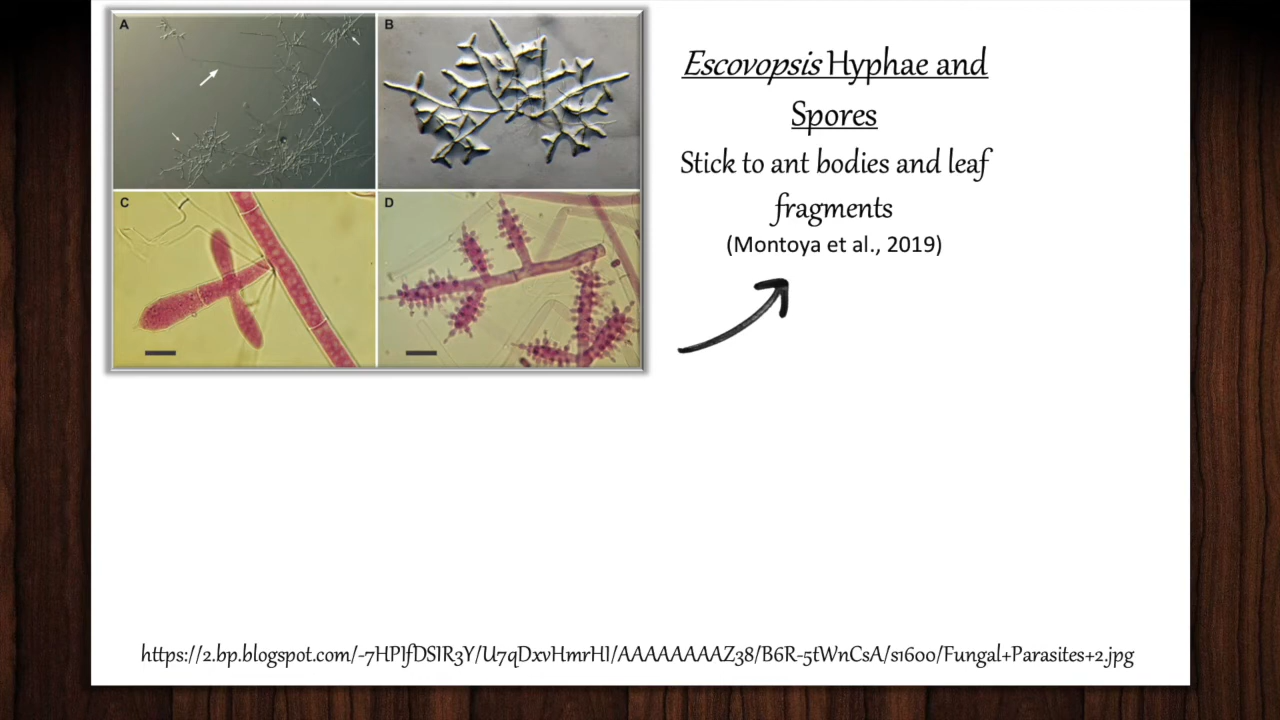 A
B
C
D
Escovopsis Hyphae and
Spores
Stick to ant bodies and leaf
fragments
(Montoya et al., 2019)
https://2.bp.blogspot.com/-7HPIfDSIR3Y/U7qDxvHmrHI/AAAAAAAAZ38/B6R-5tWnCsA/s1600/Fungal+Parasites+2.jpg